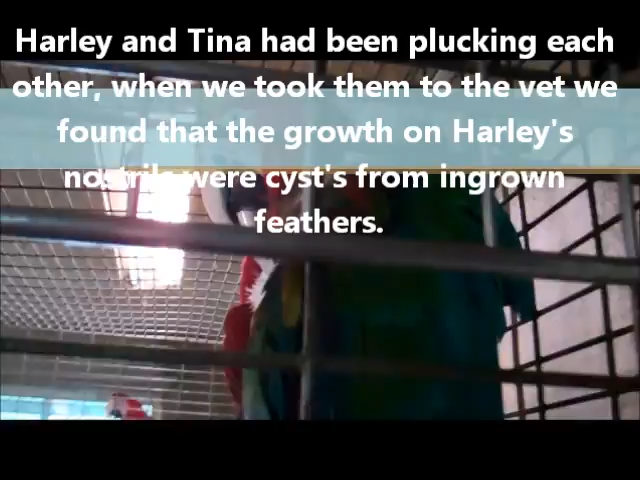 Harley and Tina had been plucking each
other, when we took them to the vet we
found that the growth on Harley's
nostrils were cyst's from ingrown
feathers.